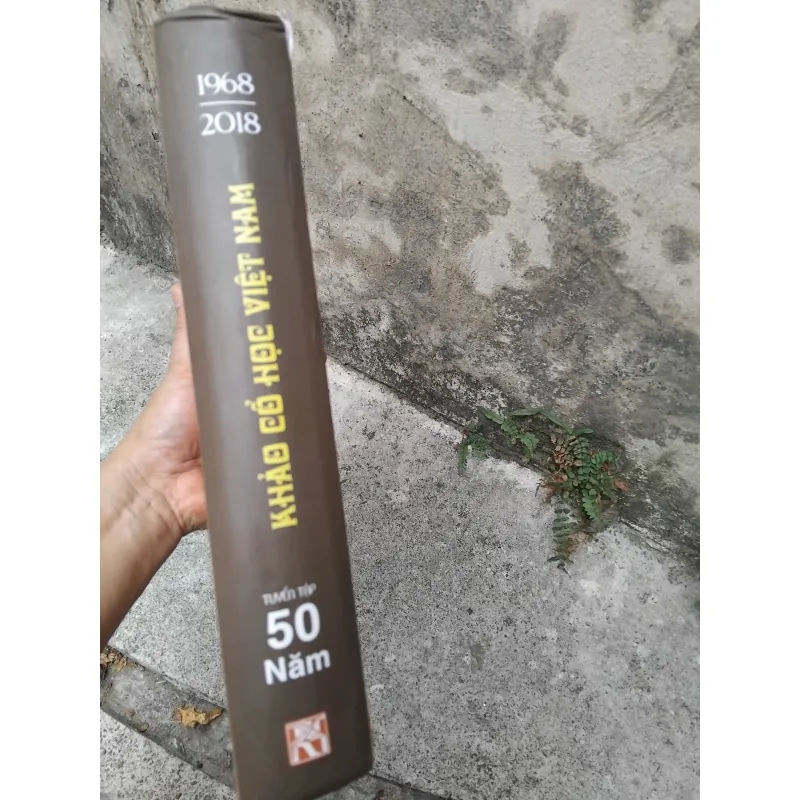 1968
2018
KHẢO CỔ HỌC VIỆT NAM
TUYỂN TẬP
50
Năm